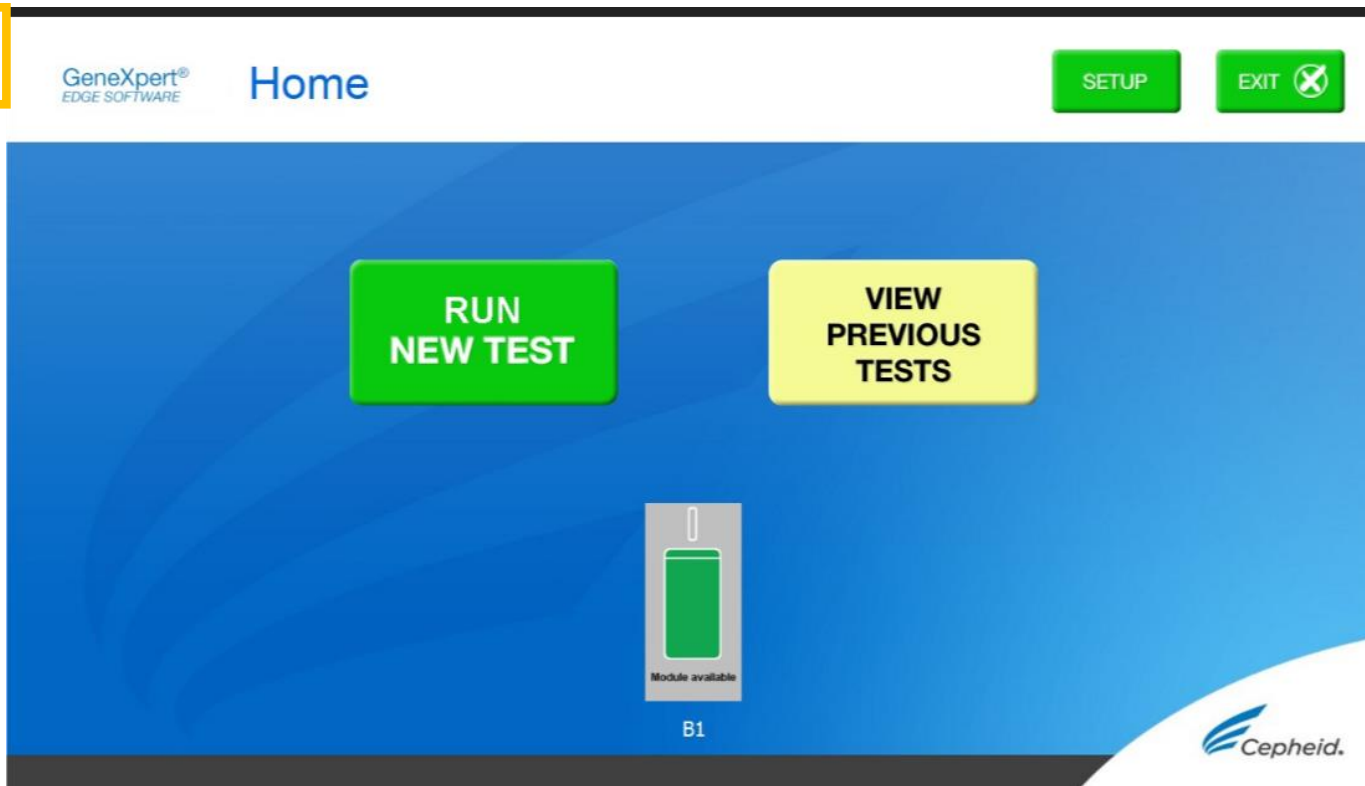 GeneXpert®
EDGE SOFTWARE
Home
SETUP
EXIT
RUN
NEW TEST
VIEW
PREVIOUS
TESTS
Module available
B1
Cepheid.